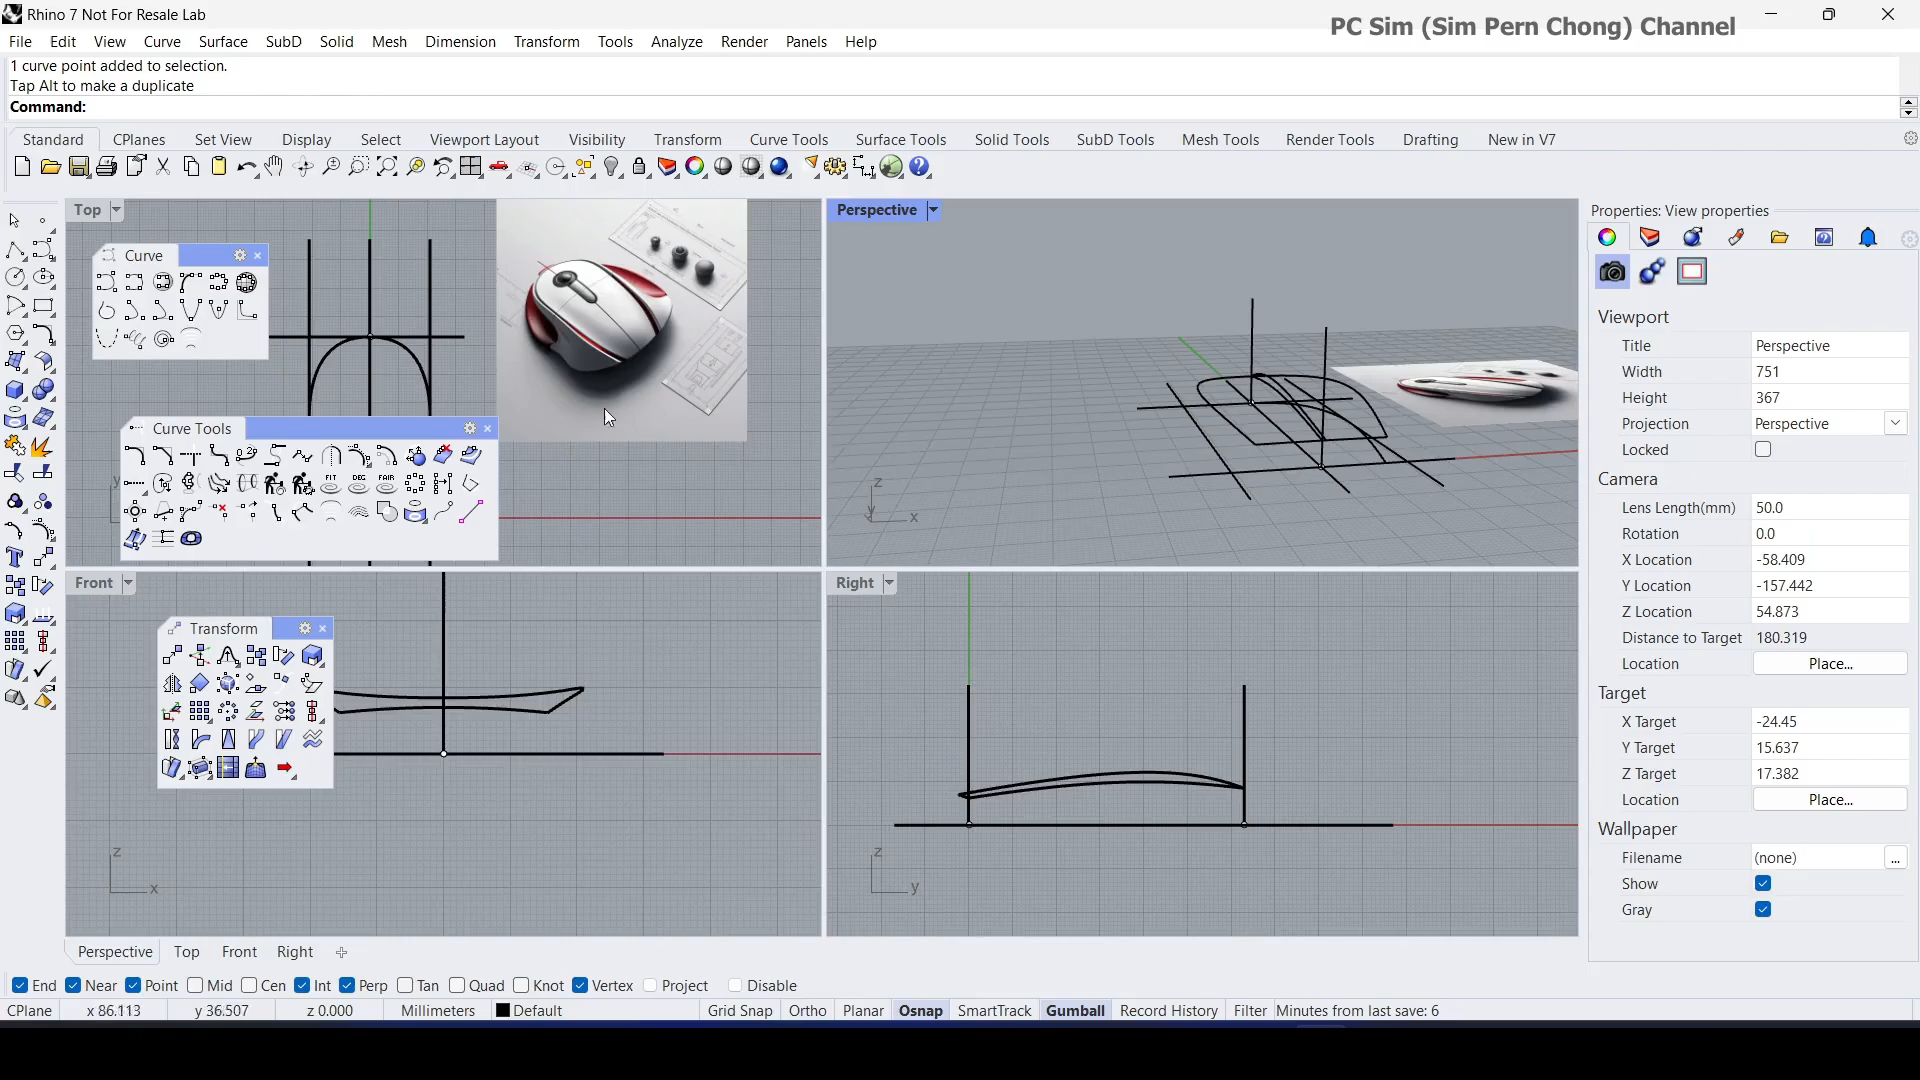 Rhino 7 Not For Resale Lab
PC Sim (Sim Pern Chong) Channel
File Edit View Curve Surface SubD Solid Mesh Dimension Transform Tools Analyze Render Panels Help
1 curve point added to selection.
Tap Alt to make a duplicate
Command:
Standard CPlanes Set View Display Select Viewport Layout Visibility Transform Curve Tools Surface Tools Solid Tools SubD Tools Mesh Tools Render Tools Drafting New in V7
Top
Perspective
Curve
Curve Tools
FIT DEG FAIR
z
x
Front
Right
Transform
z
x
z
y
Properties: View properties
Viewport
Title Perspective
Width 751
Height 367
Projection Perspective
Locked
Camera
Lens Length(mm) 50.0
Rotation 0.0
X Location -58.409
Y Location -157.442
Z Location 54.873
Distance to Target 180.319
Location Place...
Target
X Target -24.45
Y Target 15.637
Z Target 17.382
Location Place...
Wallpaper
Filename (none) ...
Show
Gray
Perspective Top Front Right
End Near Point Mid Cen Int Perp Tan Quad Knot Vertex Project Disable
CPlane x 86.113 y 36.507 z 0.000 Millimeters Default Grid Snap Ortho Planar Osnap SmartTrack Gumball Record History Filter Minutes from last save: 6